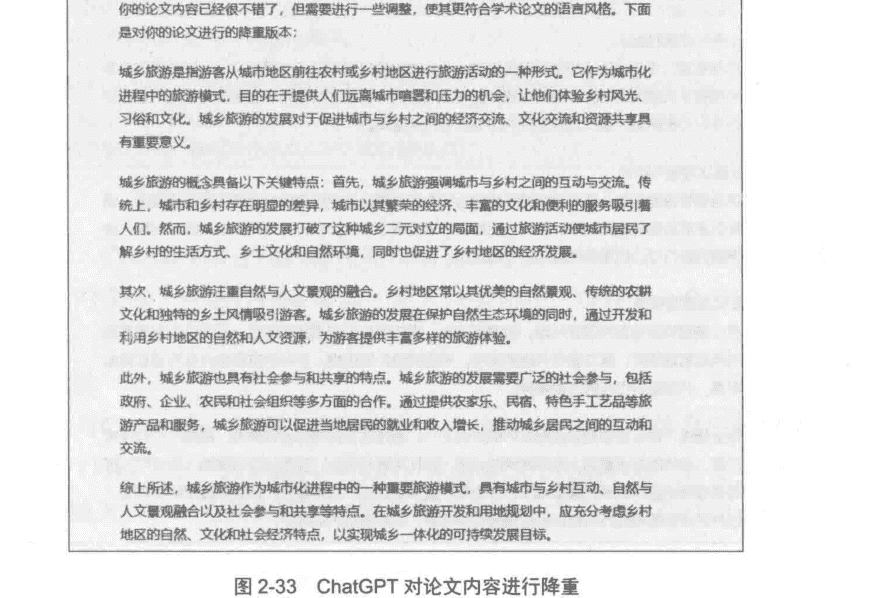 你的论文内容已经很不错了，但需要进行一些调整，使其更符合学术论文的语言风格。下面
是对你的论文进行的降重版本：
城乡旅游是指游客从城市地区前往农村或乡村地区进行旅游活动的一种形式。它作为城市化
进程中的旅游模式，目的在于提供人们远离城市喧嚣和压力的机会，让他们体验乡村风光、
习俗和文化。城乡旅游的发展对于促进城市与乡村之间的经济交流、文化交流和资源共享具
有重要意义。
城乡旅游的概念具备以下关键特点：首先，城乡旅游强调城市与乡村之间的互动与交流。传
统上，城市和乡村存在明显的差异，城市以其繁荣的经济、丰富的文化和便利的服务吸引着
人们。然而，城乡旅游的发展打破了这种城乡二元对立的局面，通过旅游活动使城市居民了
解乡村的生活方式、乡土文化和自然环境，同时也促进了乡村地区的经济发展。
其次，城乡旅游注重自然与人文景观的融合。乡村地区常以其优美的自然景观、传统的农耕
文化和独特的乡土风情吸引游客。城乡旅游的发展在保护自然生态环境的同时，通过开发和
利用乡村地区的自然和人文资源，为游客提供丰富多样的旅游体验。
此外，城乡旅游也具有社会参与和共享的特点。城乡旅游的发展需要广泛的社会参与，包括
政府、企业、农民和社会组织等多方面的合作。通过提供农家乐、民宿、特色手工艺品等旅
游产品和服务，城乡旅游可以促进当地居民的就业和收入增长，推动城乡居民之间的互动和
交流。
综上所述，城乡旅游作为城市化进程中的一种重要旅游模式，具有城市与乡村互动、自然与
人文景观融合以及社会参与和共享等特点。在城乡旅游开发和用地规划中，应充分考虑乡村
地区的自然、文化和社会经济特点，以实现城乡一体化的可持续发展目标。
图 2-33 ChatGPT 对论文内容进行降重